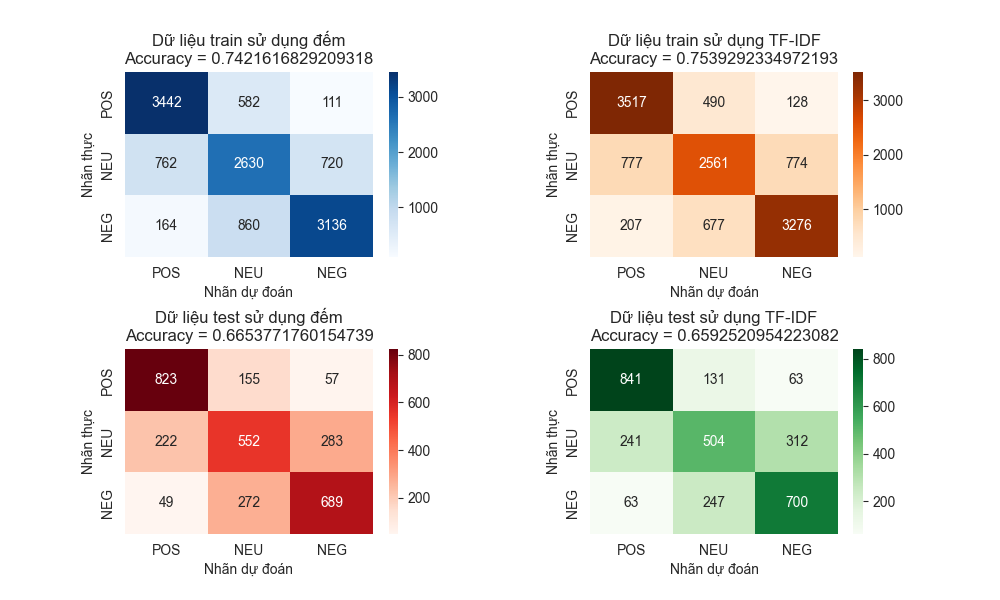 Dữ liệu train sử dụng đếm
Accuracy = 0.7421616829209318
Nhãn thực
POS
NEU
NEG
3442 582 111
762 2630 720
164 860 3136
POS NEU NEG
Nhãn dự đoán
3000
2000
1000
Dữ liệu train sử dụng TF-IDF
Accuracy = 0.7539292334972193
Nhãn thực
POS
NEU
NEG
3517 490 128
777 2561 774
207 677 3276
POS NEU NEG
Nhãn dự đoán
3000
2000
1000
Dữ liệu test sử dụng đếm
Accuracy = 0.6653771760154739
Nhãn thực
POS
NEU
NEG
823 155 57
222 552 283
49 272 689
POS NEU NEG
Nhãn dự đoán
800
600
400
200
Dữ liệu test sử dụng TF-IDF
Accuracy = 0.6592520954223082
Nhãn thực
POS
NEU
NEG
841 131 63
241 504 312
63 247 700
POS NEU NEG
Nhãn dự đoán
800
600
400
200